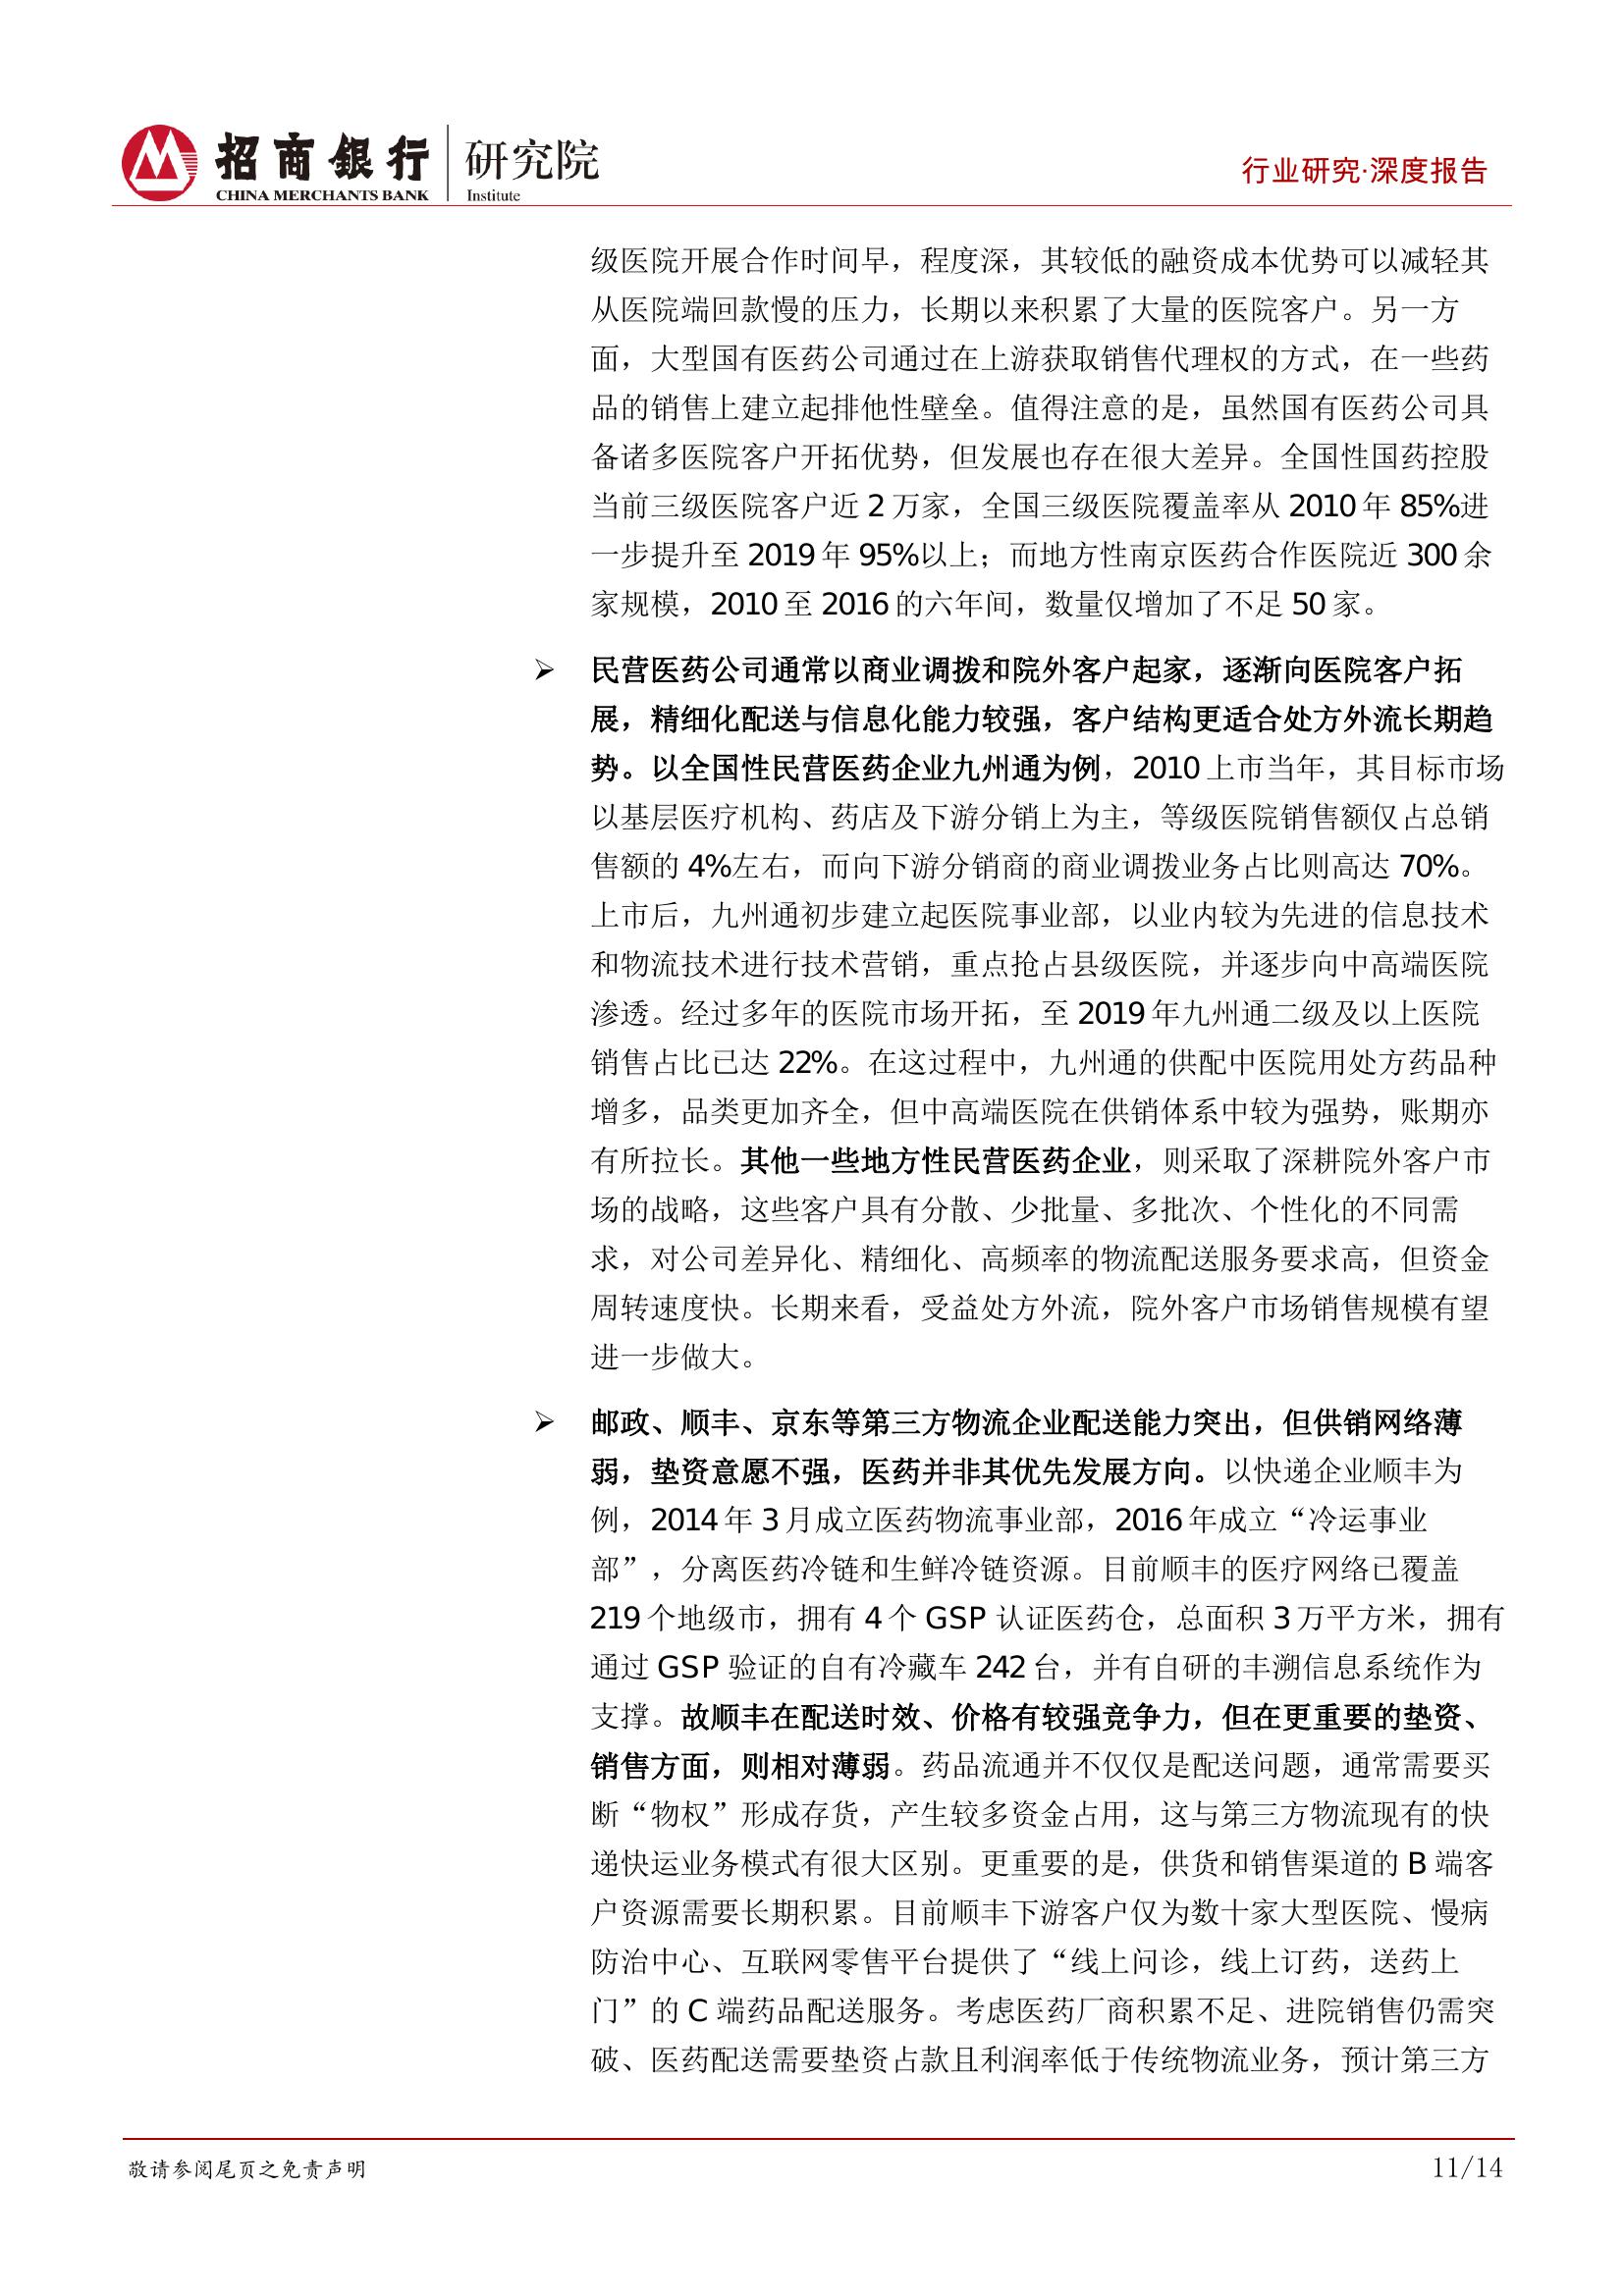 招商银行
CHINA MERCHANTS BANK
研究院
Institute
行业研究·深度报告
级医院开展合作时间早，程度深，其较低的融资成本优势可以减轻其
从医院端回款慢的压力，长期以来积累了大量的医院客户。另一方
面，大型国有医药公司通过在上游获取销售代理权的方式，在一些药
品的销售上建立起排他性壁垒。值得注意的是，虽然国有医药公司具
备诸多医院客户开拓优势，但发展也存在很大差异。全国性国药控股
当前三级医院客户近 2 万家，全国三级医院覆盖率从 2010 年 85%进
一步提升至 2019 年 95%以上；而地方性南京医药合作医院近 300 余
家规模，2010 至 2016 的六年间，数量仅增加了不足 50 家。
➢ 民营医药公司通常以商业调拨和院外客户起家，逐渐向医院客户拓
展，精细化配送与信息化能力较强，客户结构更适合处方外流长期趋
势。以全国性民营医药企业九州通为例，2010 上市当年，其目标市场
以基层医疗机构、药店及下游分销上为主，等级医院销售额仅占总销
售额的 4%左右，而向下游分销商的商业调拨业务占比则高达 70%。
上市后，九州通初步建立起医院事业部，以业内较为先进的信息技术
和物流技术进行技术营销，重点抢占县级医院，并逐步向中高端医院
渗透。经过多年的医院市场开拓，至 2019 年九州通二级及以上医院
销售占比已达 22%。在这过程中，九州通的供配中医院用处方药品种
增多，品类更加齐全，但中高端医院在供销体系中较为强势，账期亦
有所拉长。其他一些地方性民营医药企业，则采取了深耕院外客户市
场的战略，这些客户具有分散、少批量、多批次、个性化的不同需
求，对公司差异化、精细化、高频率的物流配送服务要求高，但资金
周转速度快。长期来看，受益处方外流，院外客户市场销售规模有望
进一步做大。
➢ 邮政、顺丰、京东等第三方物流企业配送能力突出，但供销网络薄
弱，垫资意愿不强，医药并非其优先发展方向。以快递企业顺丰为
例，2014 年 3 月成立医药物流事业部，2016 年成立“冷运事业
部”，分离医药冷链和生鲜冷链资源。目前顺丰的医疗网络已覆盖
219 个地级市，拥有 4 个 GSP 认证医药仓，总面积 3 万平方米，拥有
通过 GSP 验证的自有冷藏车 242 台，并有自研的丰溯信息系统作为
支撑。故顺丰在配送时效、价格有较强竞争力，但在更重要的垫资、
销售方面，则相对薄弱。药品流通并不仅仅是配送问题，通常需要买
断“物权”形成存货，产生较多资金占用，这与第三方物流现有的快
递快运业务模式有很大区别。更重要的是，供货和销售渠道的 B 端客
户资源需要长期积累。目前顺丰下游客户仅为数十家大型医院、慢病
防治中心、互联网零售平台提供了“线上问诊，线上订药，送药上
门”的 C 端药品配送服务。考虑医药厂商积累不足、进院销售仍需突
破、医药配送需要垫资占款且利润率低于传统物流业务，预计第三方
敬请参阅尾页之免责声明
11/14